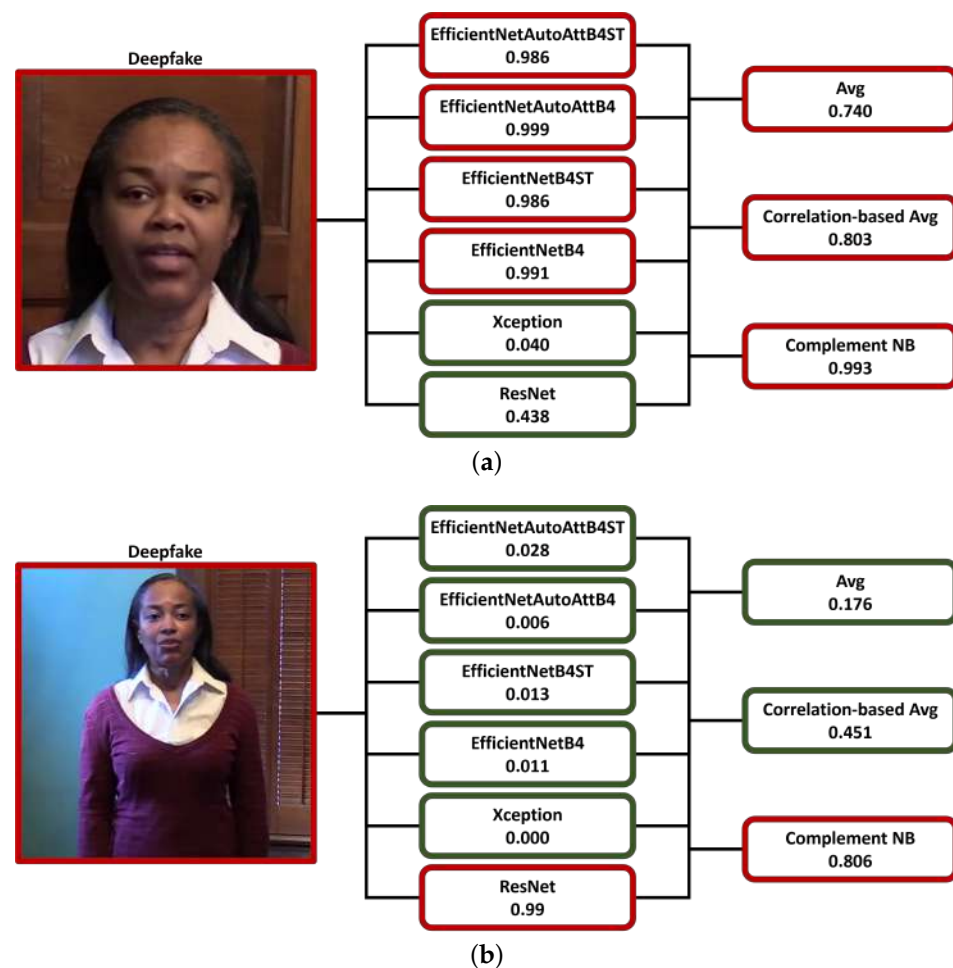 Deepfake
EfficientNetAutoAttB4ST
0.986
EfficientNetAutoAttB4
0.999
EfficientNetB4ST
0.986
EfficientNetB4
0.991
Xception
0.040
ResNet
0.438
Avg
0.740
Correlation-based Avg
0.803
Complement NB
0.993
(a)
Deepfake
EfficientNetAutoAttB4ST
0.028
EfficientNetAutoAttB4
0.006
EfficientNetB4ST
0.013
EfficientNetB4
0.011
Xception
0.000
ResNet
0.99
Avg
0.176
Correlation-based Avg
0.451
Complement NB
0.806
(b)